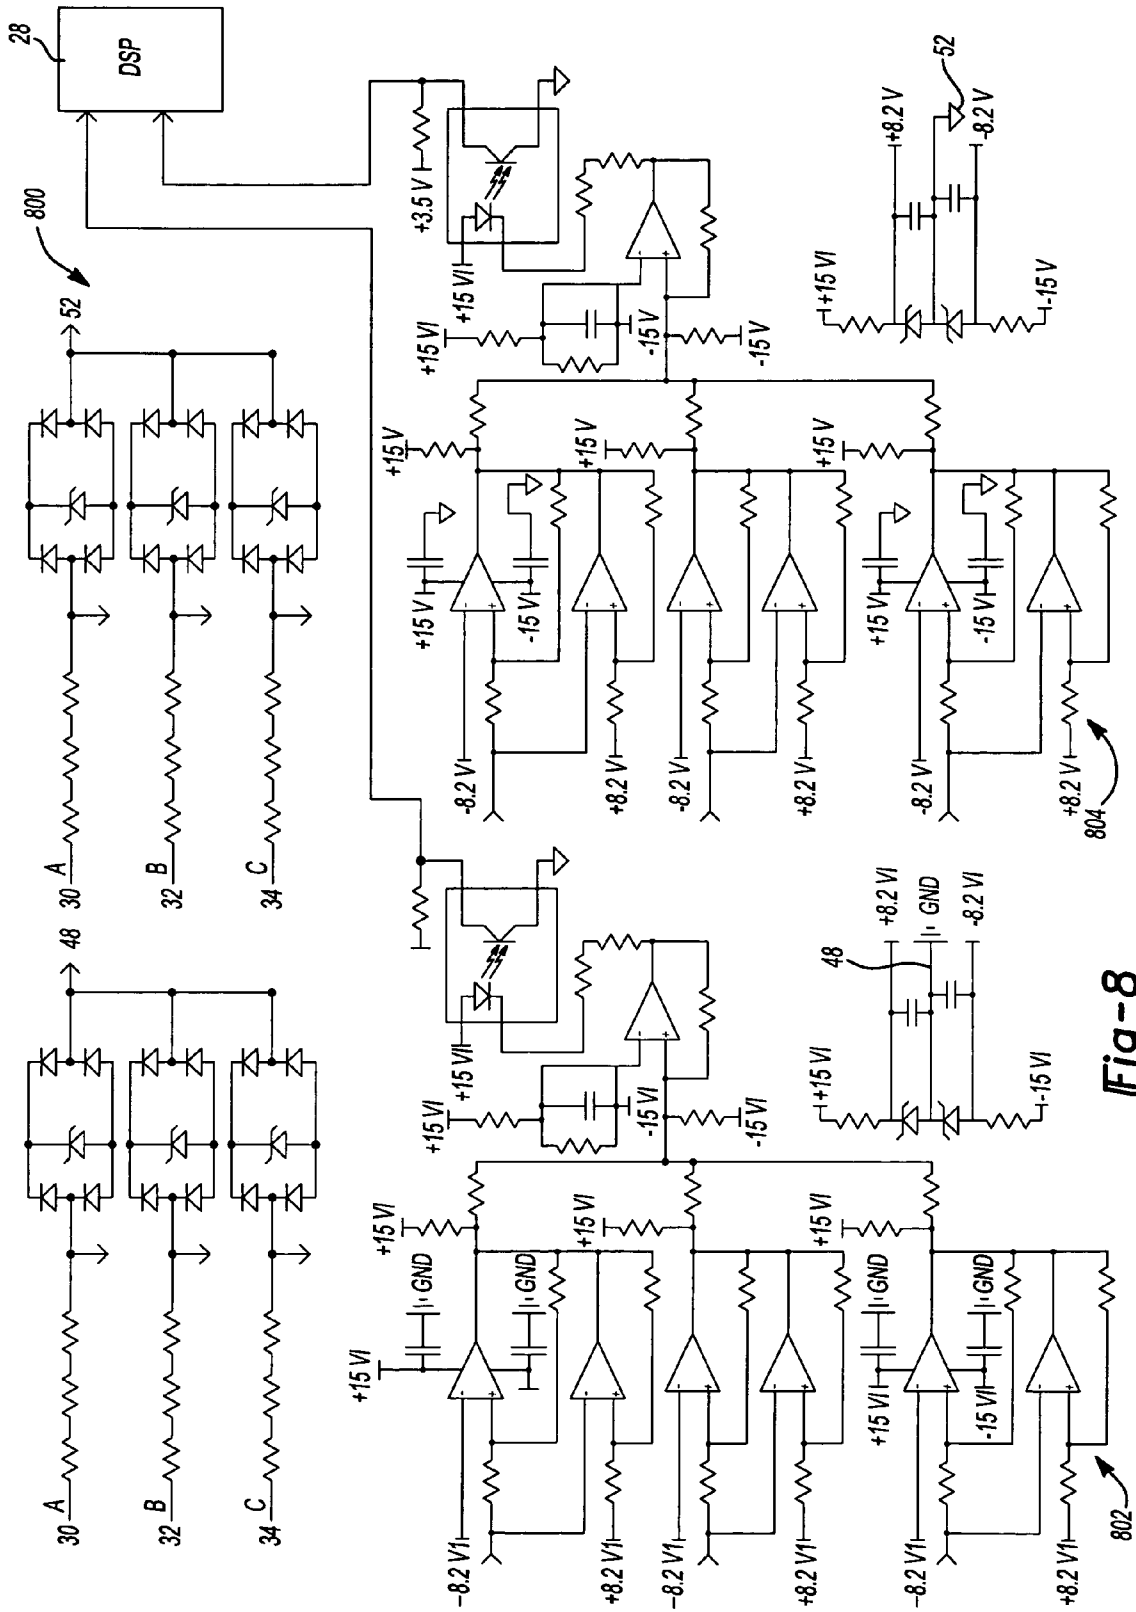 30 A
32 B
34 C
48
30 A
32 B
34 C
52
800
28
DSP
+15 VI
+15 VI
GND
GND
-8.2 V1
+8.2 V1
+15 VI
-8.2 V1
+8.2 V1
+15 VI
+15 VI
GND
-15 VI
GND
-8.2 V1
+8.2 V1
802
+15 VI
+15 VI
-15 VI
-15 VI
+15 VI
-15 VI
+8.2 VI
48
GND
-8.2 VI
+15 V
+15 V
-15 V
-8.2 V
+8.2 V
+15 V
-8.2 V
+8.2 V
+15 V
+15 V
-15 V
-8.2 V
+8.2 V
804
+3.5 V
+15 VI
+15 VI
-15 V
-15 V
+15 VI
-15 V
+8.2 V
52
-8.2 V
Fig-8